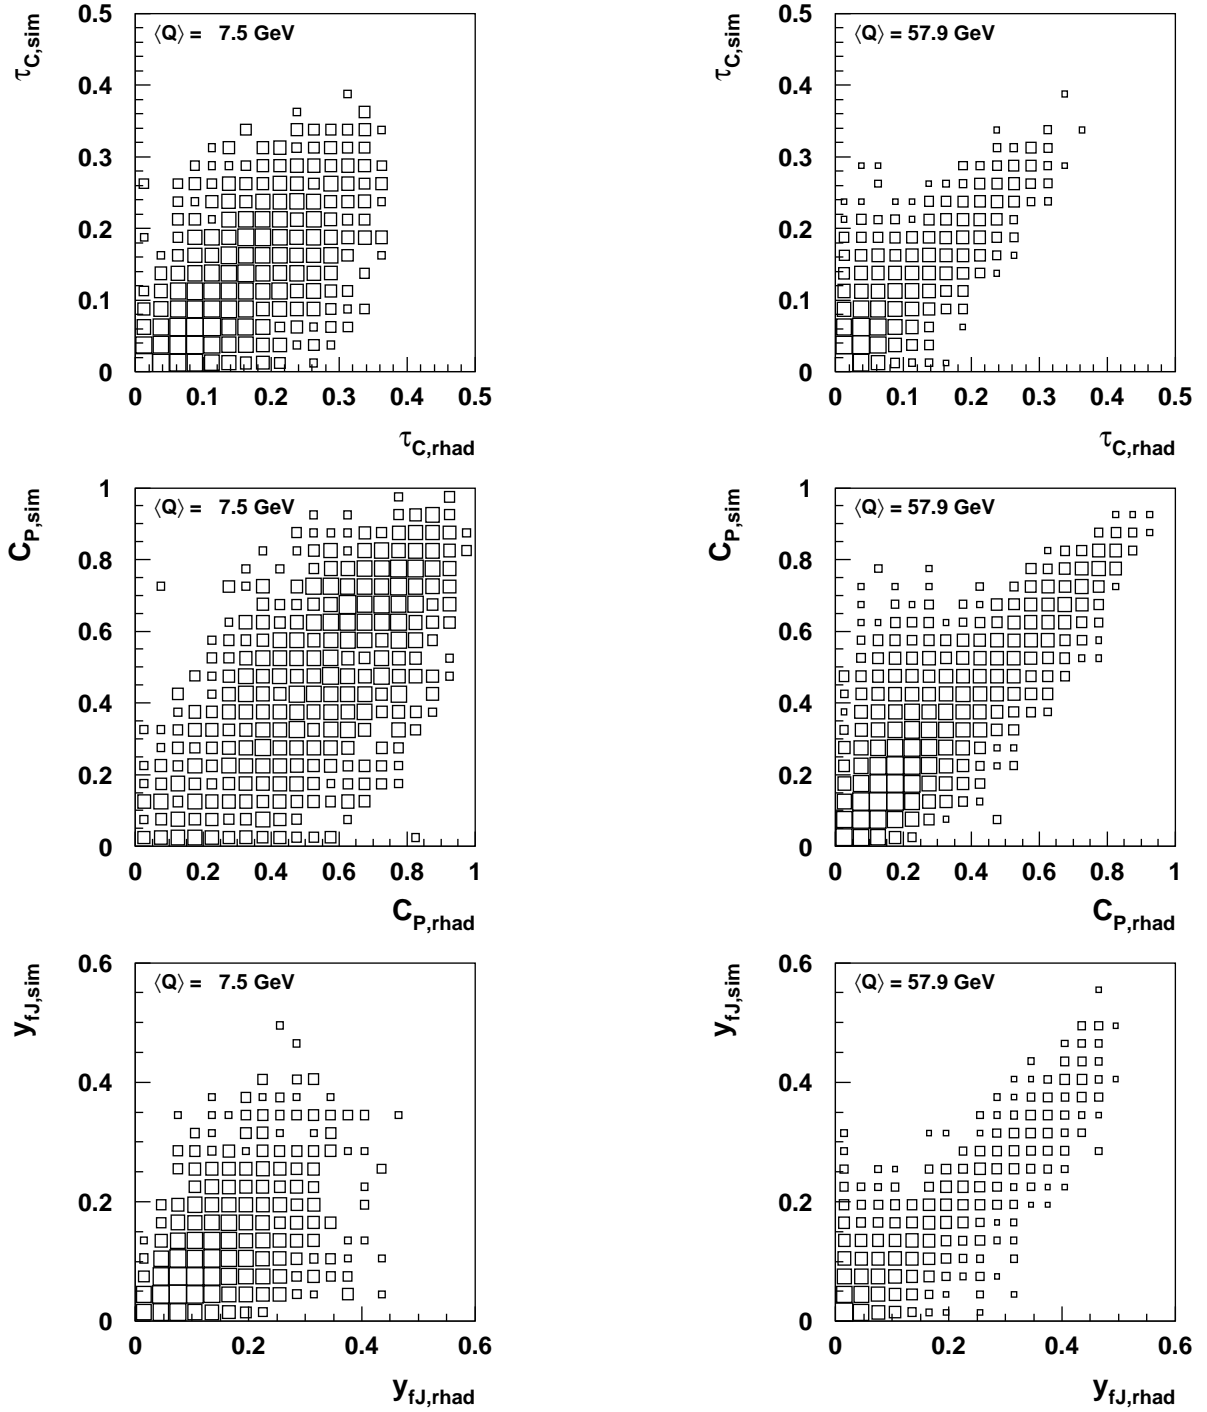 τC,sim
⟨Q⟩ = 7.5 GeV
0.5
0.4
0.3
0.2
0.1
0
0 0.1 0.2 0.3 0.4 0.5
τC,rhad
τC,sim
⟨Q⟩ = 57.9 GeV
0.5
0.4
0.3
0.2
0.1
0
0 0.1 0.2 0.3 0.4 0.5
τC,rhad
CP,sim
⟨Q⟩ = 7.5 GeV
1
0.8
0.6
0.4
0.2
0
0 0.2 0.4 0.6 0.8 1
CP,rhad
CP,sim
⟨Q⟩ = 57.9 GeV
1
0.8
0.6
0.4
0.2
0
0 0.2 0.4 0.6 0.8 1
CP,rhad
yfJ,sim
⟨Q⟩ = 7.5 GeV
0.6
0.4
0.2
0
0 0.2 0.4 0.6
yfJ,rhad
yfJ,sim
⟨Q⟩ = 57.9 GeV
0.6
0.4
0.2
0
0 0.2 0.4 0.6
yfJ,rhad